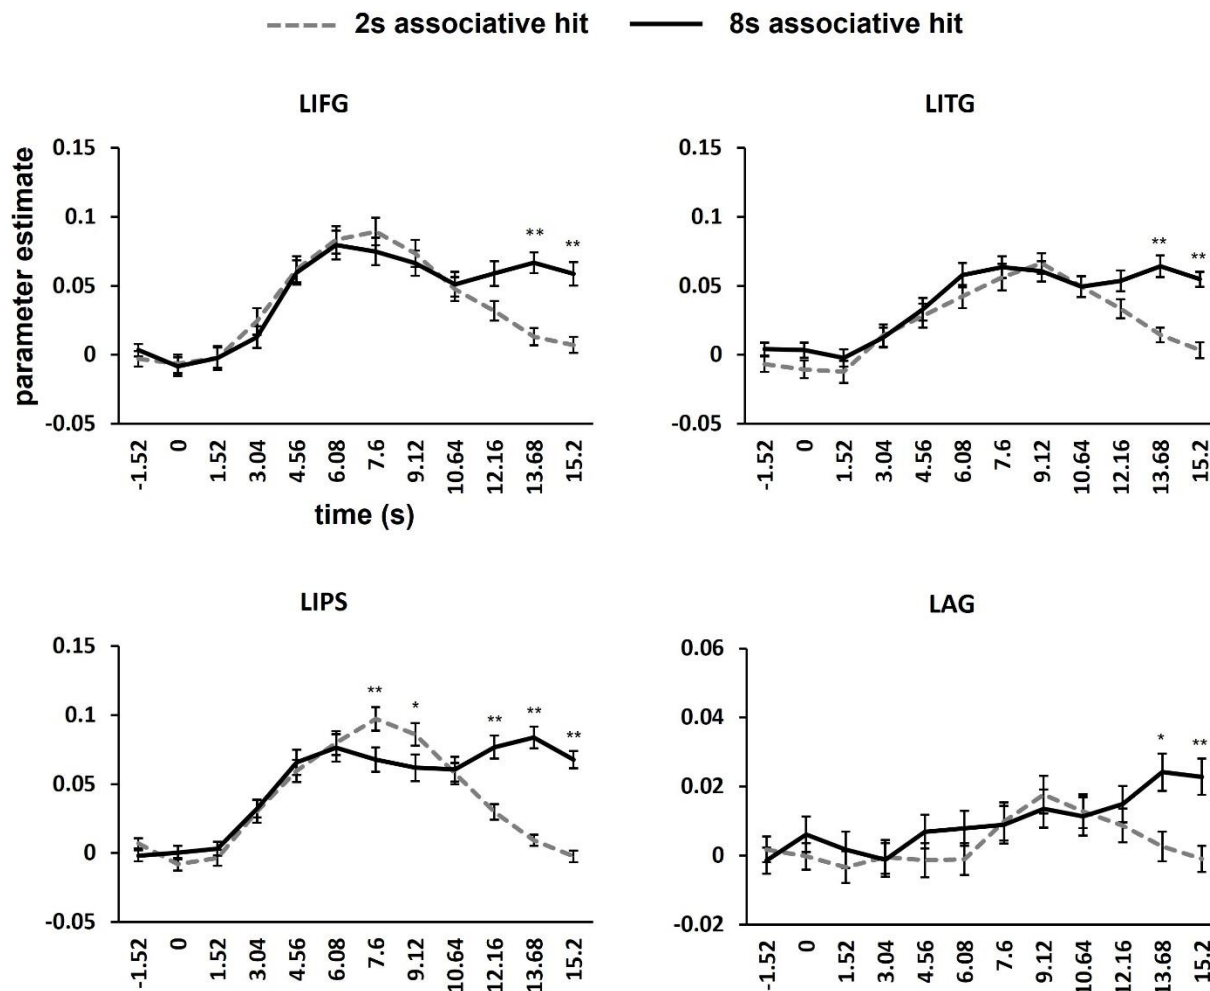 2s associative hit 8s associative hit
LIFG
parameter estimate
0.15
0.1
0.05
0
-0.05
** **
-1.52 0 1.52 3.04 4.56 6.08 7.6 9.12 10.64 12.16 13.68 15.2
time (s)
LITG
0.15
0.1
0.05
0
-0.05
** **
-1.52 0 1.52 3.04 4.56 6.08 7.6 9.12 10.64 12.16 13.68 15.2
LIPS
0.15
0.1
0.05
0
-0.05
** * ** ** **
-1.52 0 1.52 3.04 4.56 6.08 7.6 9.12 10.64 12.16 13.68 15.2
LAG
0.06
0.04
0.02
0
-0.02
* **
-1.52 0 1.52 3.04 4.56 6.08 7.6 9.12 10.64 12.16 13.68 15.2